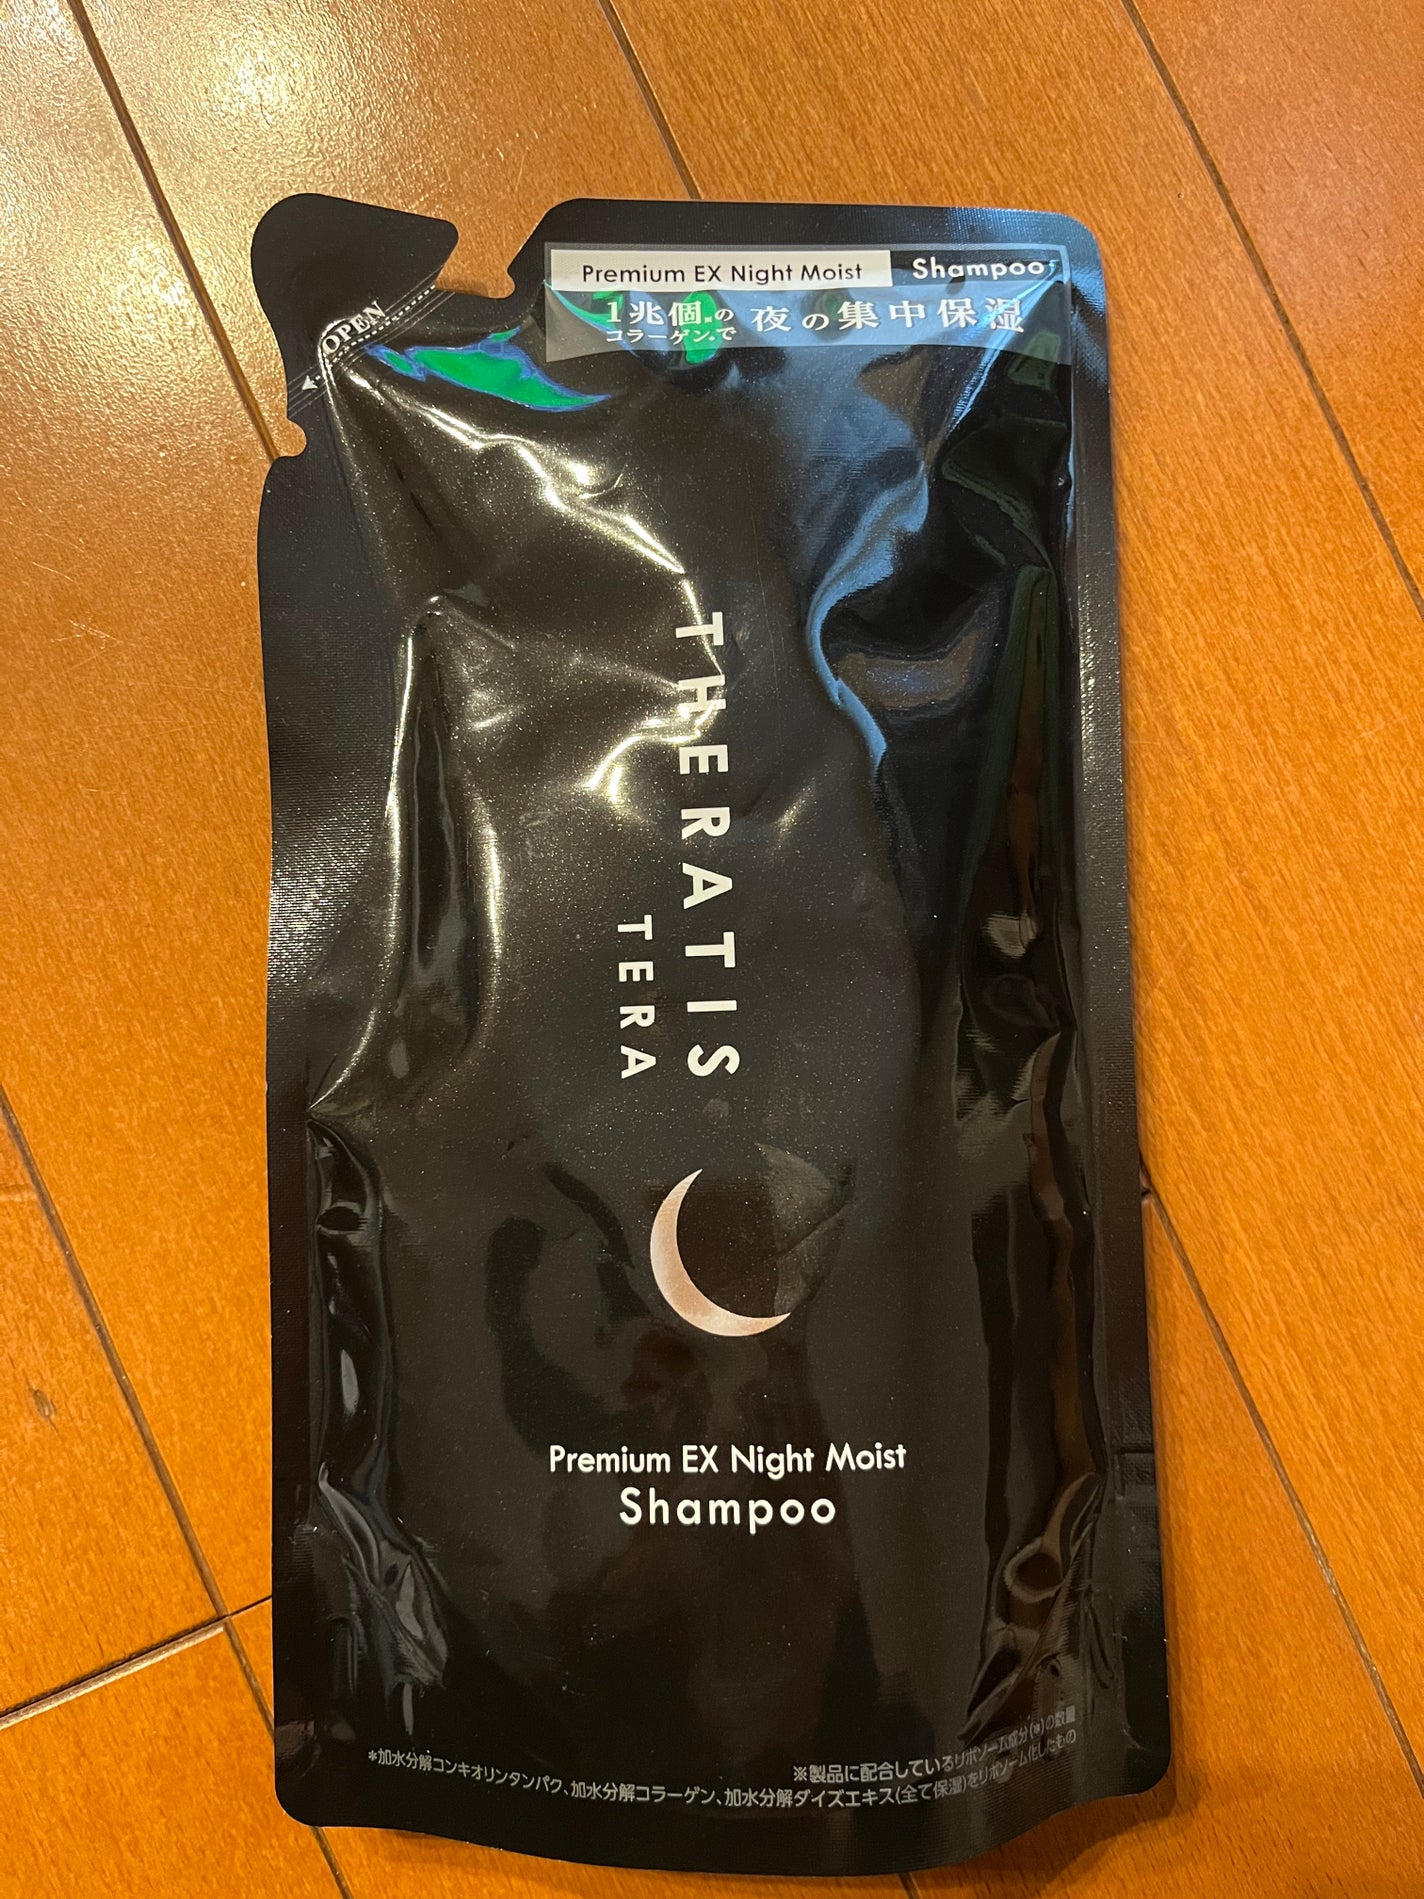 Premium EX Night Moist Shampoo
1兆個※の
コラーゲン*で
夜の集中保湿
OPEN
THERATIS
TERA
Premium EX Night Moist
Shampoo
※製品に配合しているリポソーム成分(*)の数量
*加水分解コンキオリンタンパク、加水分解コラーゲン、加水分解ダイズエキス(全て保湿)をリポソーム化したもの